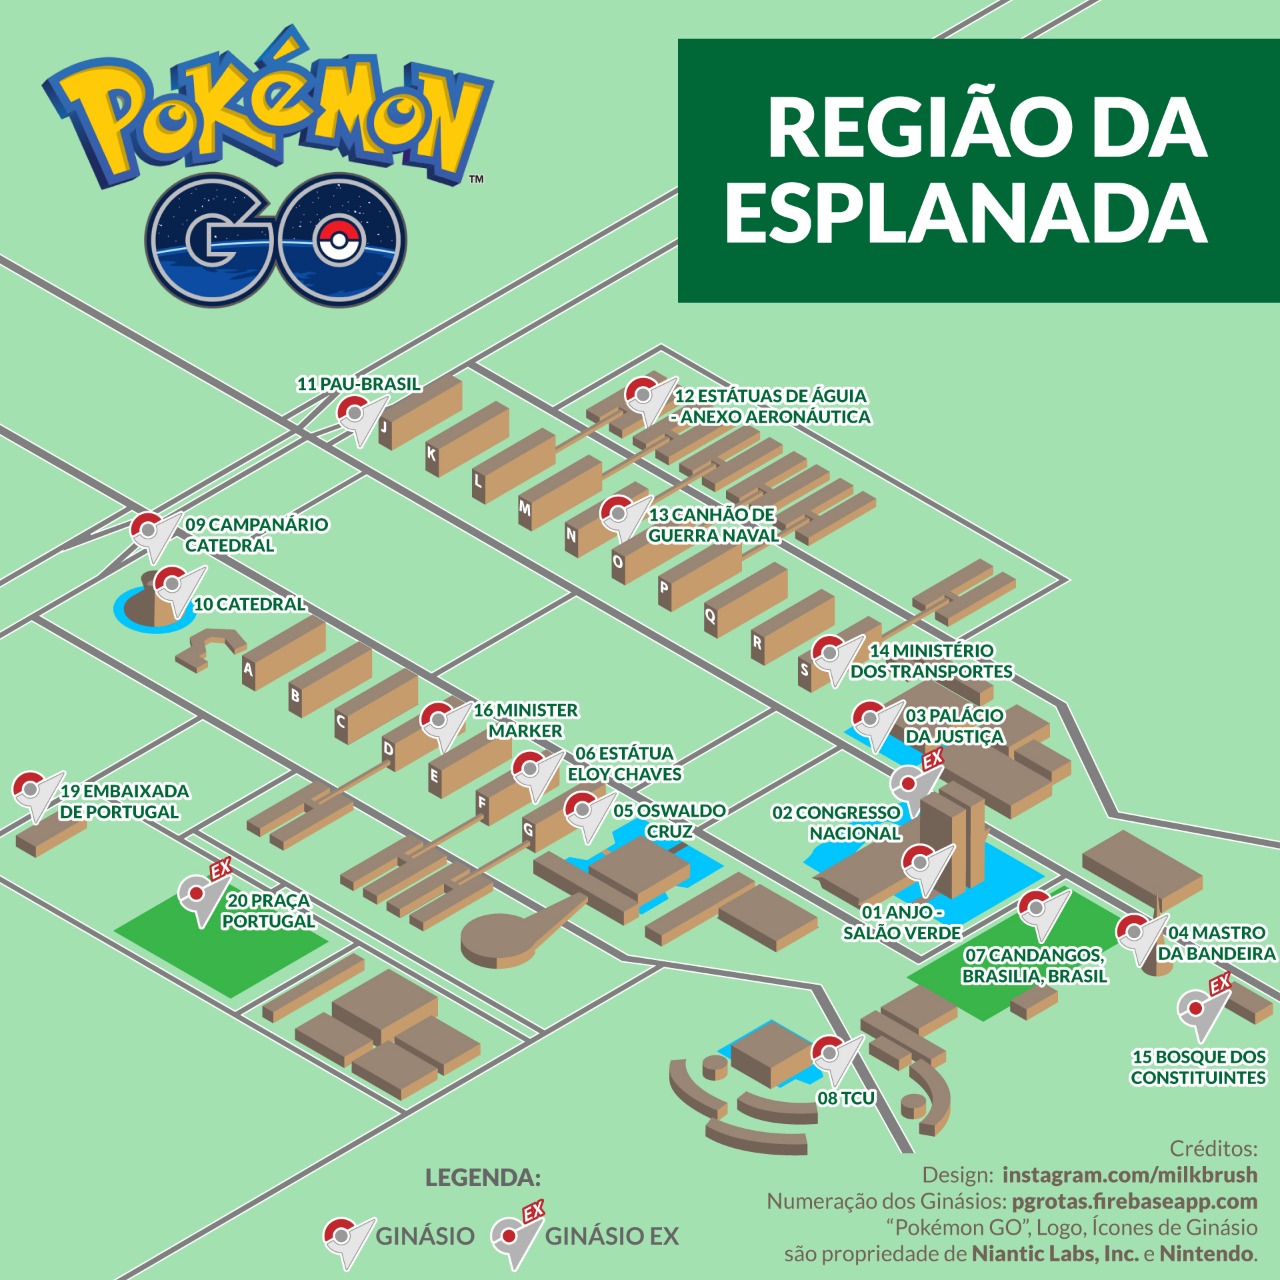 POKÉMON
™
GO
REGIÃO DA
ESPLANADA
11 PAU-BRASIL
J
K
L
M
N
O
P
Q
R
S
12 ESTÁTUAS DE ÁGUIA
- ANEXO AERONÁUTICA
13 CANHÃO DE
GUERRA NAVAL
09 CAMPANÁRIO
CATEDRAL
10 CATEDRAL
A
B
C
D
E
F
G
14 MINISTÉRIO
DOS TRANSPORTES
16 MINISTER
MARKER
03 PALÁCIO
DA JUSTIÇA
06 ESTÁTUA
ELOY CHAVES
EX
19 EMBAIXADA
DE PORTUGAL
05 OSWALDO
CRUZ
02 CONGRESSO
NACIONAL
EX
20 PRAÇA
PORTUGAL
01 ANJO -
SALÃO VERDE
07 CANDANGOS,
BRASILIA, BRASIL
04 MASTRO
DA BANDEIRA
EX
15 BOSQUE DOS
CONSTITUINTES
08 TCU
LEGENDA:
GINÁSIO
EX
GINÁSIO EX
Créditos:
Design: instagram.com/milkbrush
Numeração dos Ginásios: pgrotas.firebaseapp.com
“Pokémon GO”, Logo, Ícones de Ginásio
são propriedade de Niantic Labs, Inc. e Nintendo.